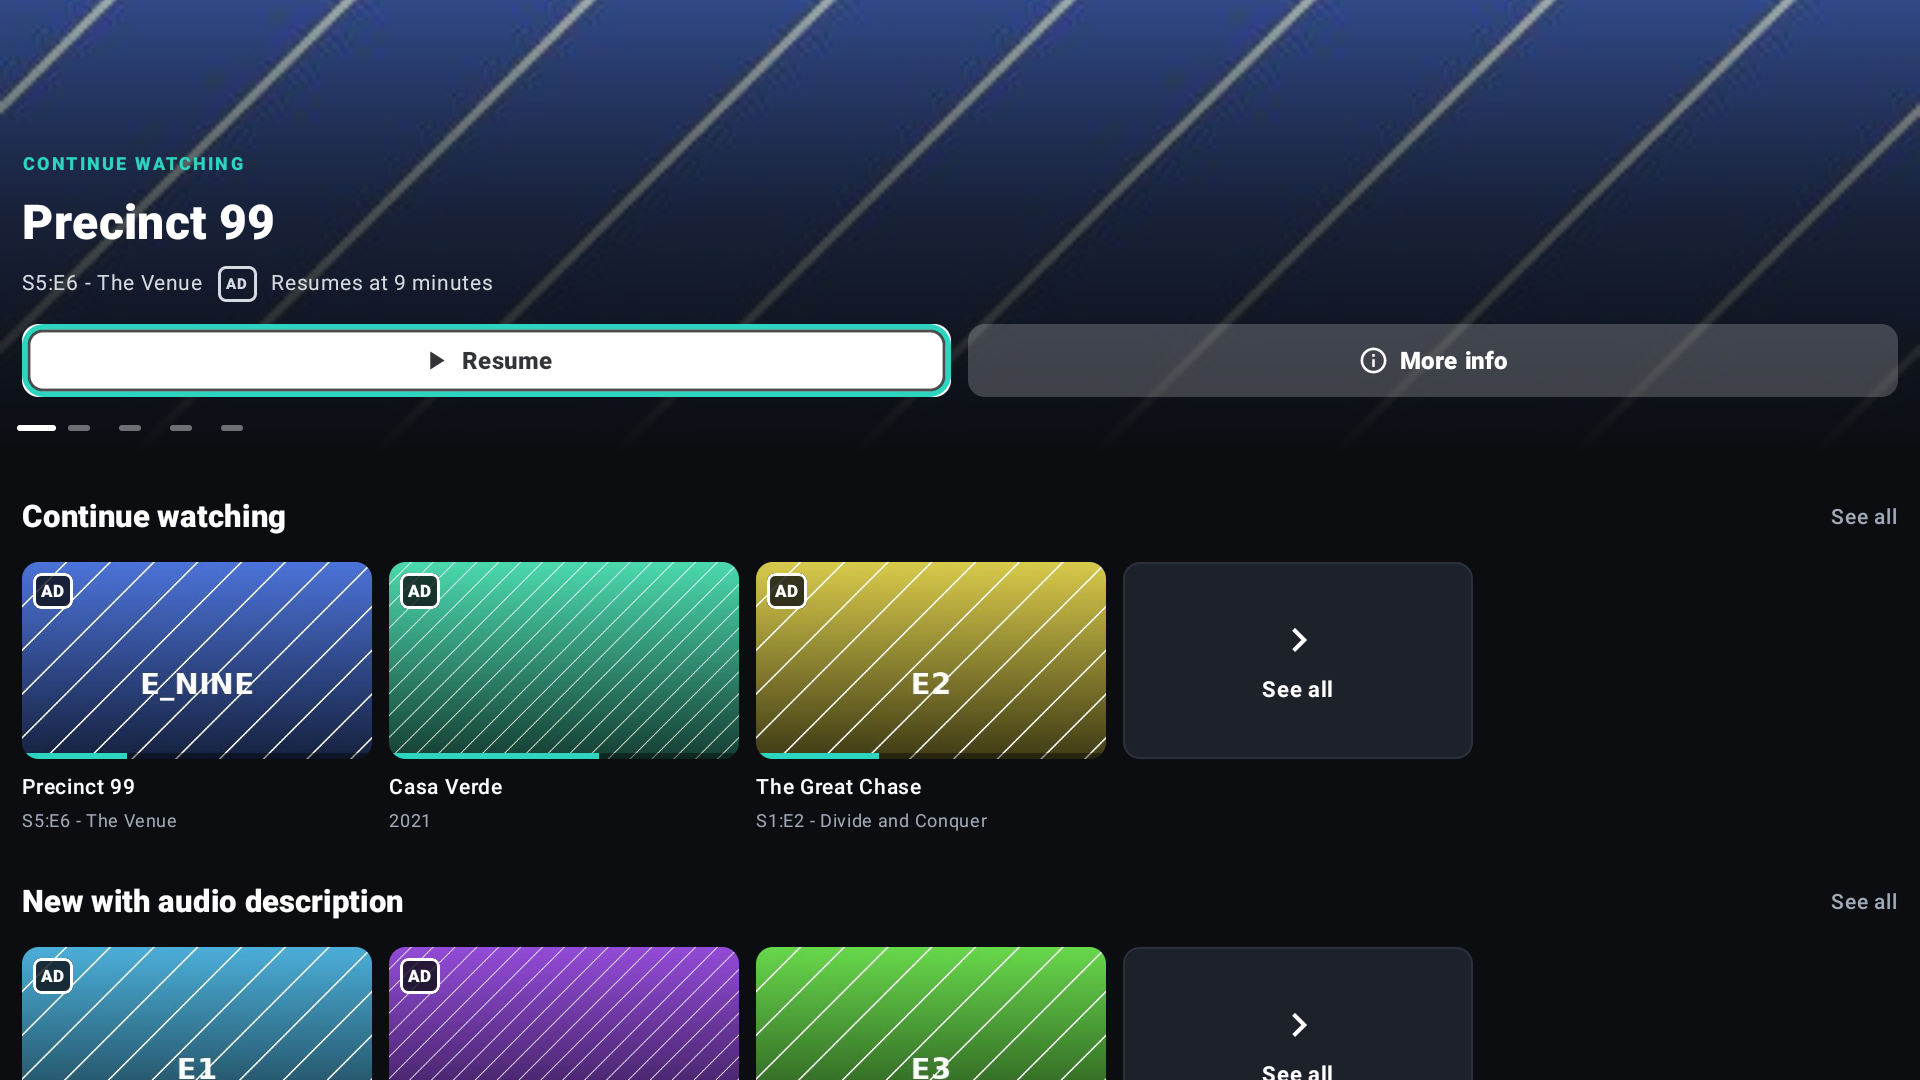 CONTINUE WATCHING
Precinct 99
S5:E6 - The Venue AD Resumes at 9 minutes
Resume
More info
Continue watching
See all
AD
E_NINE
AD
AD
E2
See all
Precinct 99
S5:E6 - The Venue
Casa Verde
2021
The Great Chase
S1:E2 - Divide and Conquer
New with audio description
See all
AD
E1
AD
E3
See all